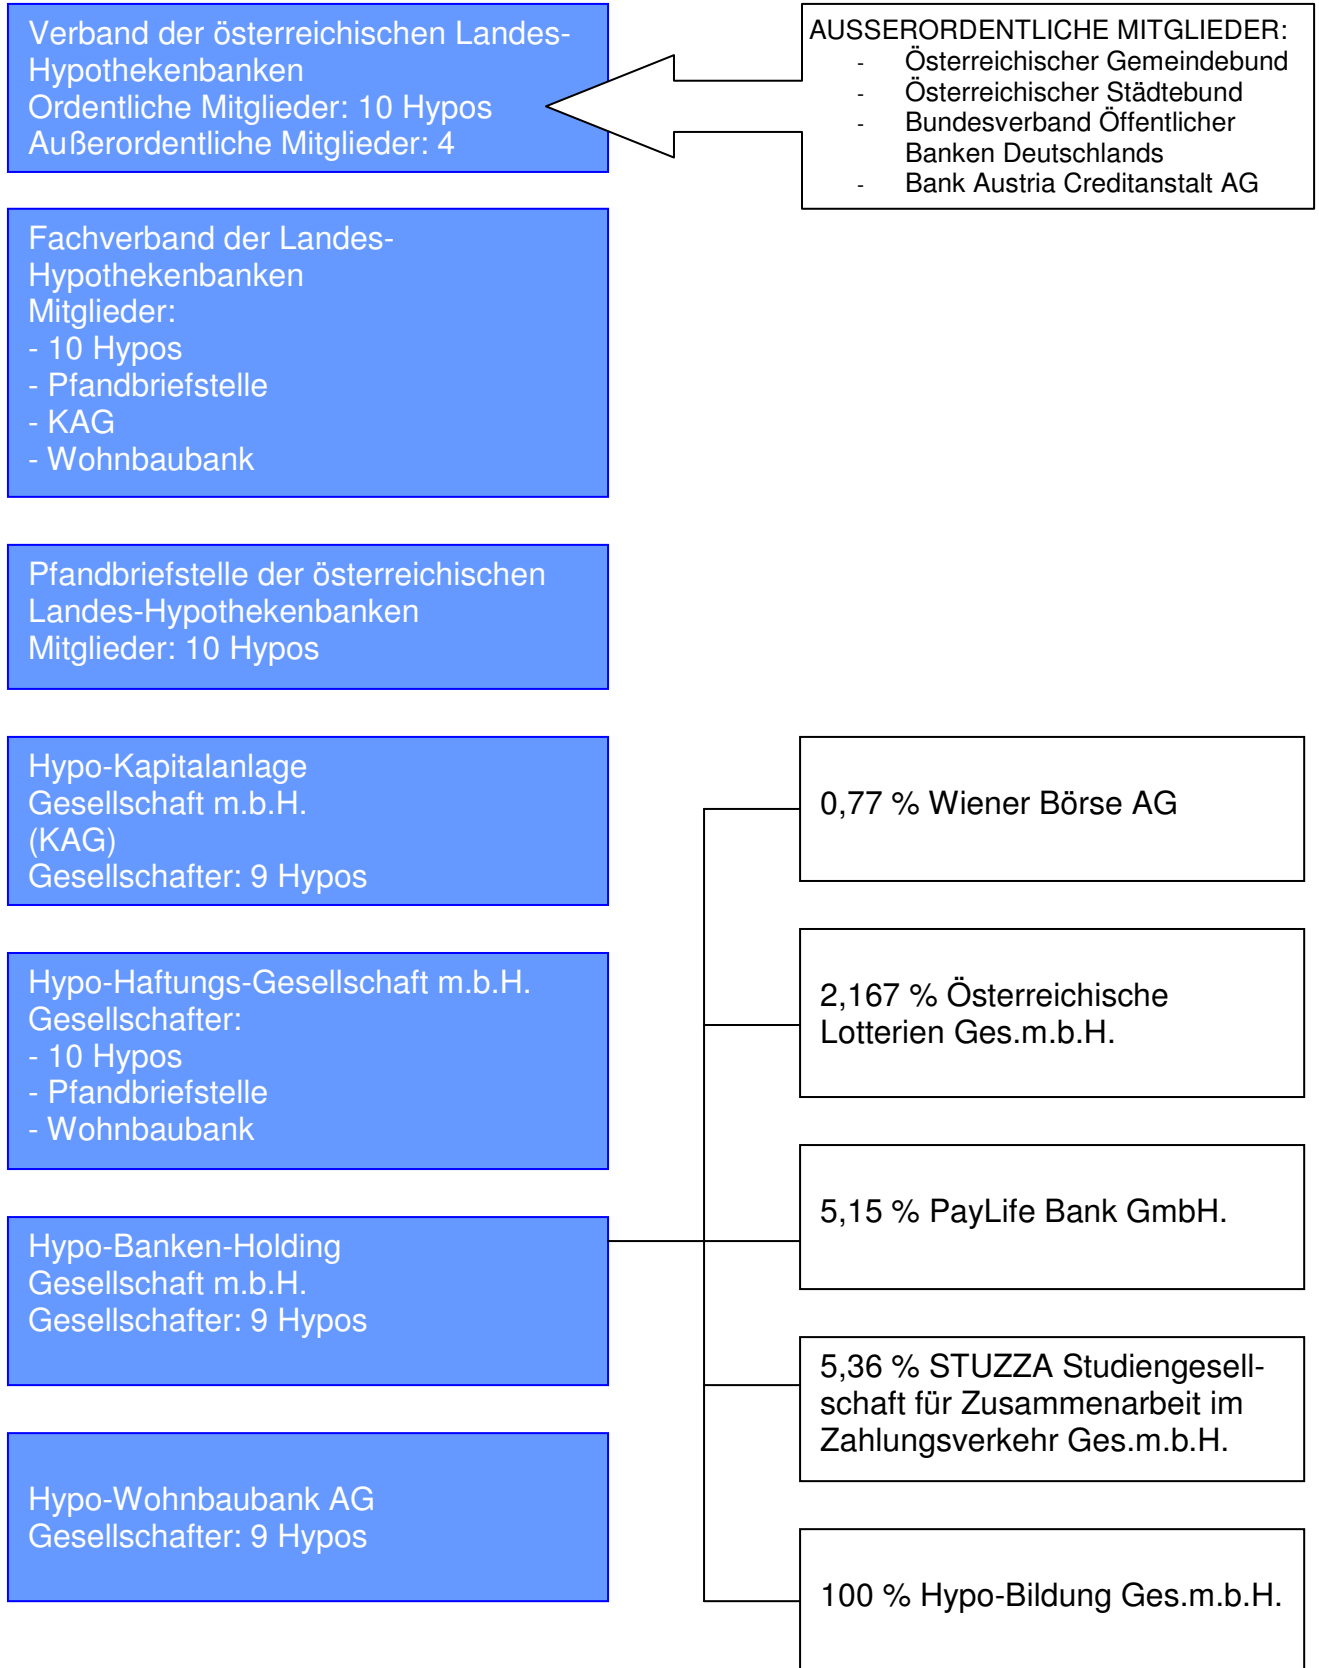 Verband der österreichischen Landes-
Hypothekenbanken
Ordentliche Mitglieder: 10 Hypos
Außerordentliche Mitglieder: 4
AUSSERORDENTLICHE MITGLIEDER:
- Österreichischer Gemeindebund
- Österreichischer Städtebund
- Bundesverband Öffentlicher
Banken Deutschlands
- Bank Austria Creditanstalt AG
Fachverband der Landes-
Hypothekenbanken
Mitglieder:
- 10 Hypos
- Pfandbriefstelle
- KAG
- Wohnbaubank
Pfandbriefstelle der österreichischen
Landes-Hypothekenbanken
Mitglieder: 10 Hypos
Hypo-Kapitalanlage
Gesellschaft m.b.H.
(KAG)
Gesellschafter: 9 Hypos
Hypo-Haftungs-Gesellschaft m.b.H.
Gesellschafter:
- 10 Hypos
- Pfandbriefstelle
- Wohnbaubank
Hypo-Banken-Holding
Gesellschaft m.b.H.
Gesellschafter: 9 Hypos
Hypo-Wohnbaubank AG
Gesellschafter: 9 Hypos
0,77 % Wiener Börse AG
2,167 % Österreichische
Lotterien Ges.m.b.H.
5,15 % PayLife Bank GmbH.
5,36 % STUZZA Studiengesell-
schaft für Zusammenarbeit im
Zahlungsverkehr Ges.m.b.H.
100 % Hypo-Bildung Ges.m.b.H.